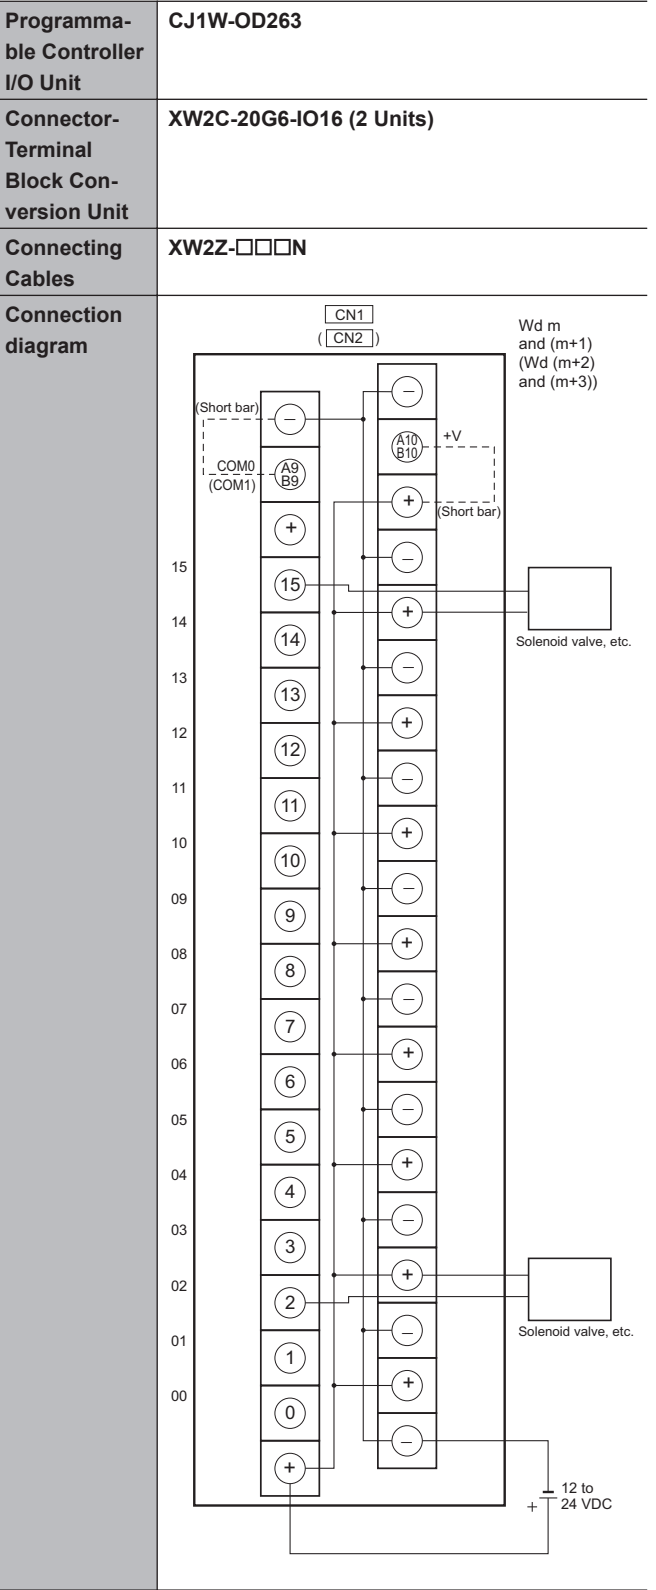 Programma-
ble Controller
I/O Unit
CJ1W-OD263
Connector-
Terminal
Block Con-
version Unit
XW2C-20G6-IO16 (2 Units)
Connecting
Cables
XW2Z-□□□N
Connection
diagram
CN1
( CN2 )
Wd m
and (m+1)
(Wd (m+2)
and (m+3))
(Short bar)
−
−
COM0
(COM1)
A9
B9
A10
B10
+V
+
+
(Short bar)
−
15
15
+
Solenoid valve, etc.
14
14
−
13
13
+
12
12
−
11
11
+
10
10
−
09
9
+
08
8
−
07
7
+
06
6
−
05
5
+
04
4
−
03
3
+
02
2
Solenoid valve, etc.
−
01
1
+
00
0
−
+
12 to
24 VDC
+